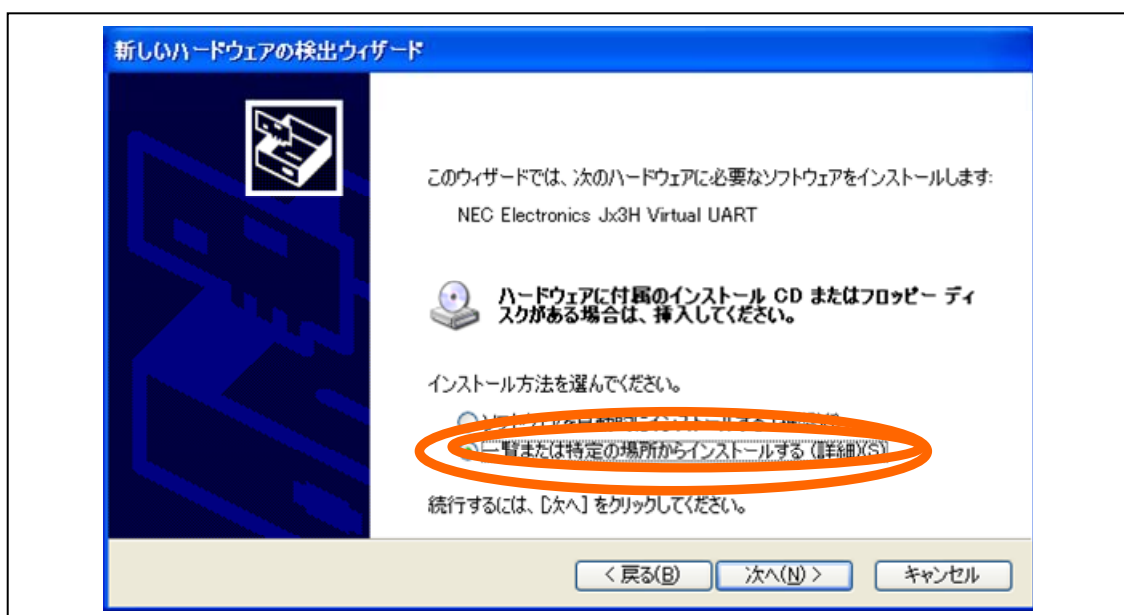 新しいハードウェアの検出ウィザード
このウィザードでは、次のハードウェアに必要なソフトウェアをインストールします:
NEC Electronics Jx3H Virtual UART
ハードウェアに付属のインストール CD またはフロッピー ディ
スクがある場合は、挿入してください。
インストール方法を選んでください。
一覧または特定の場所からインストールする (詳細)(S)
続行するには、[次へ] をクリックしてください。
< 戻る(B)
次へ(N) >
キャンセル